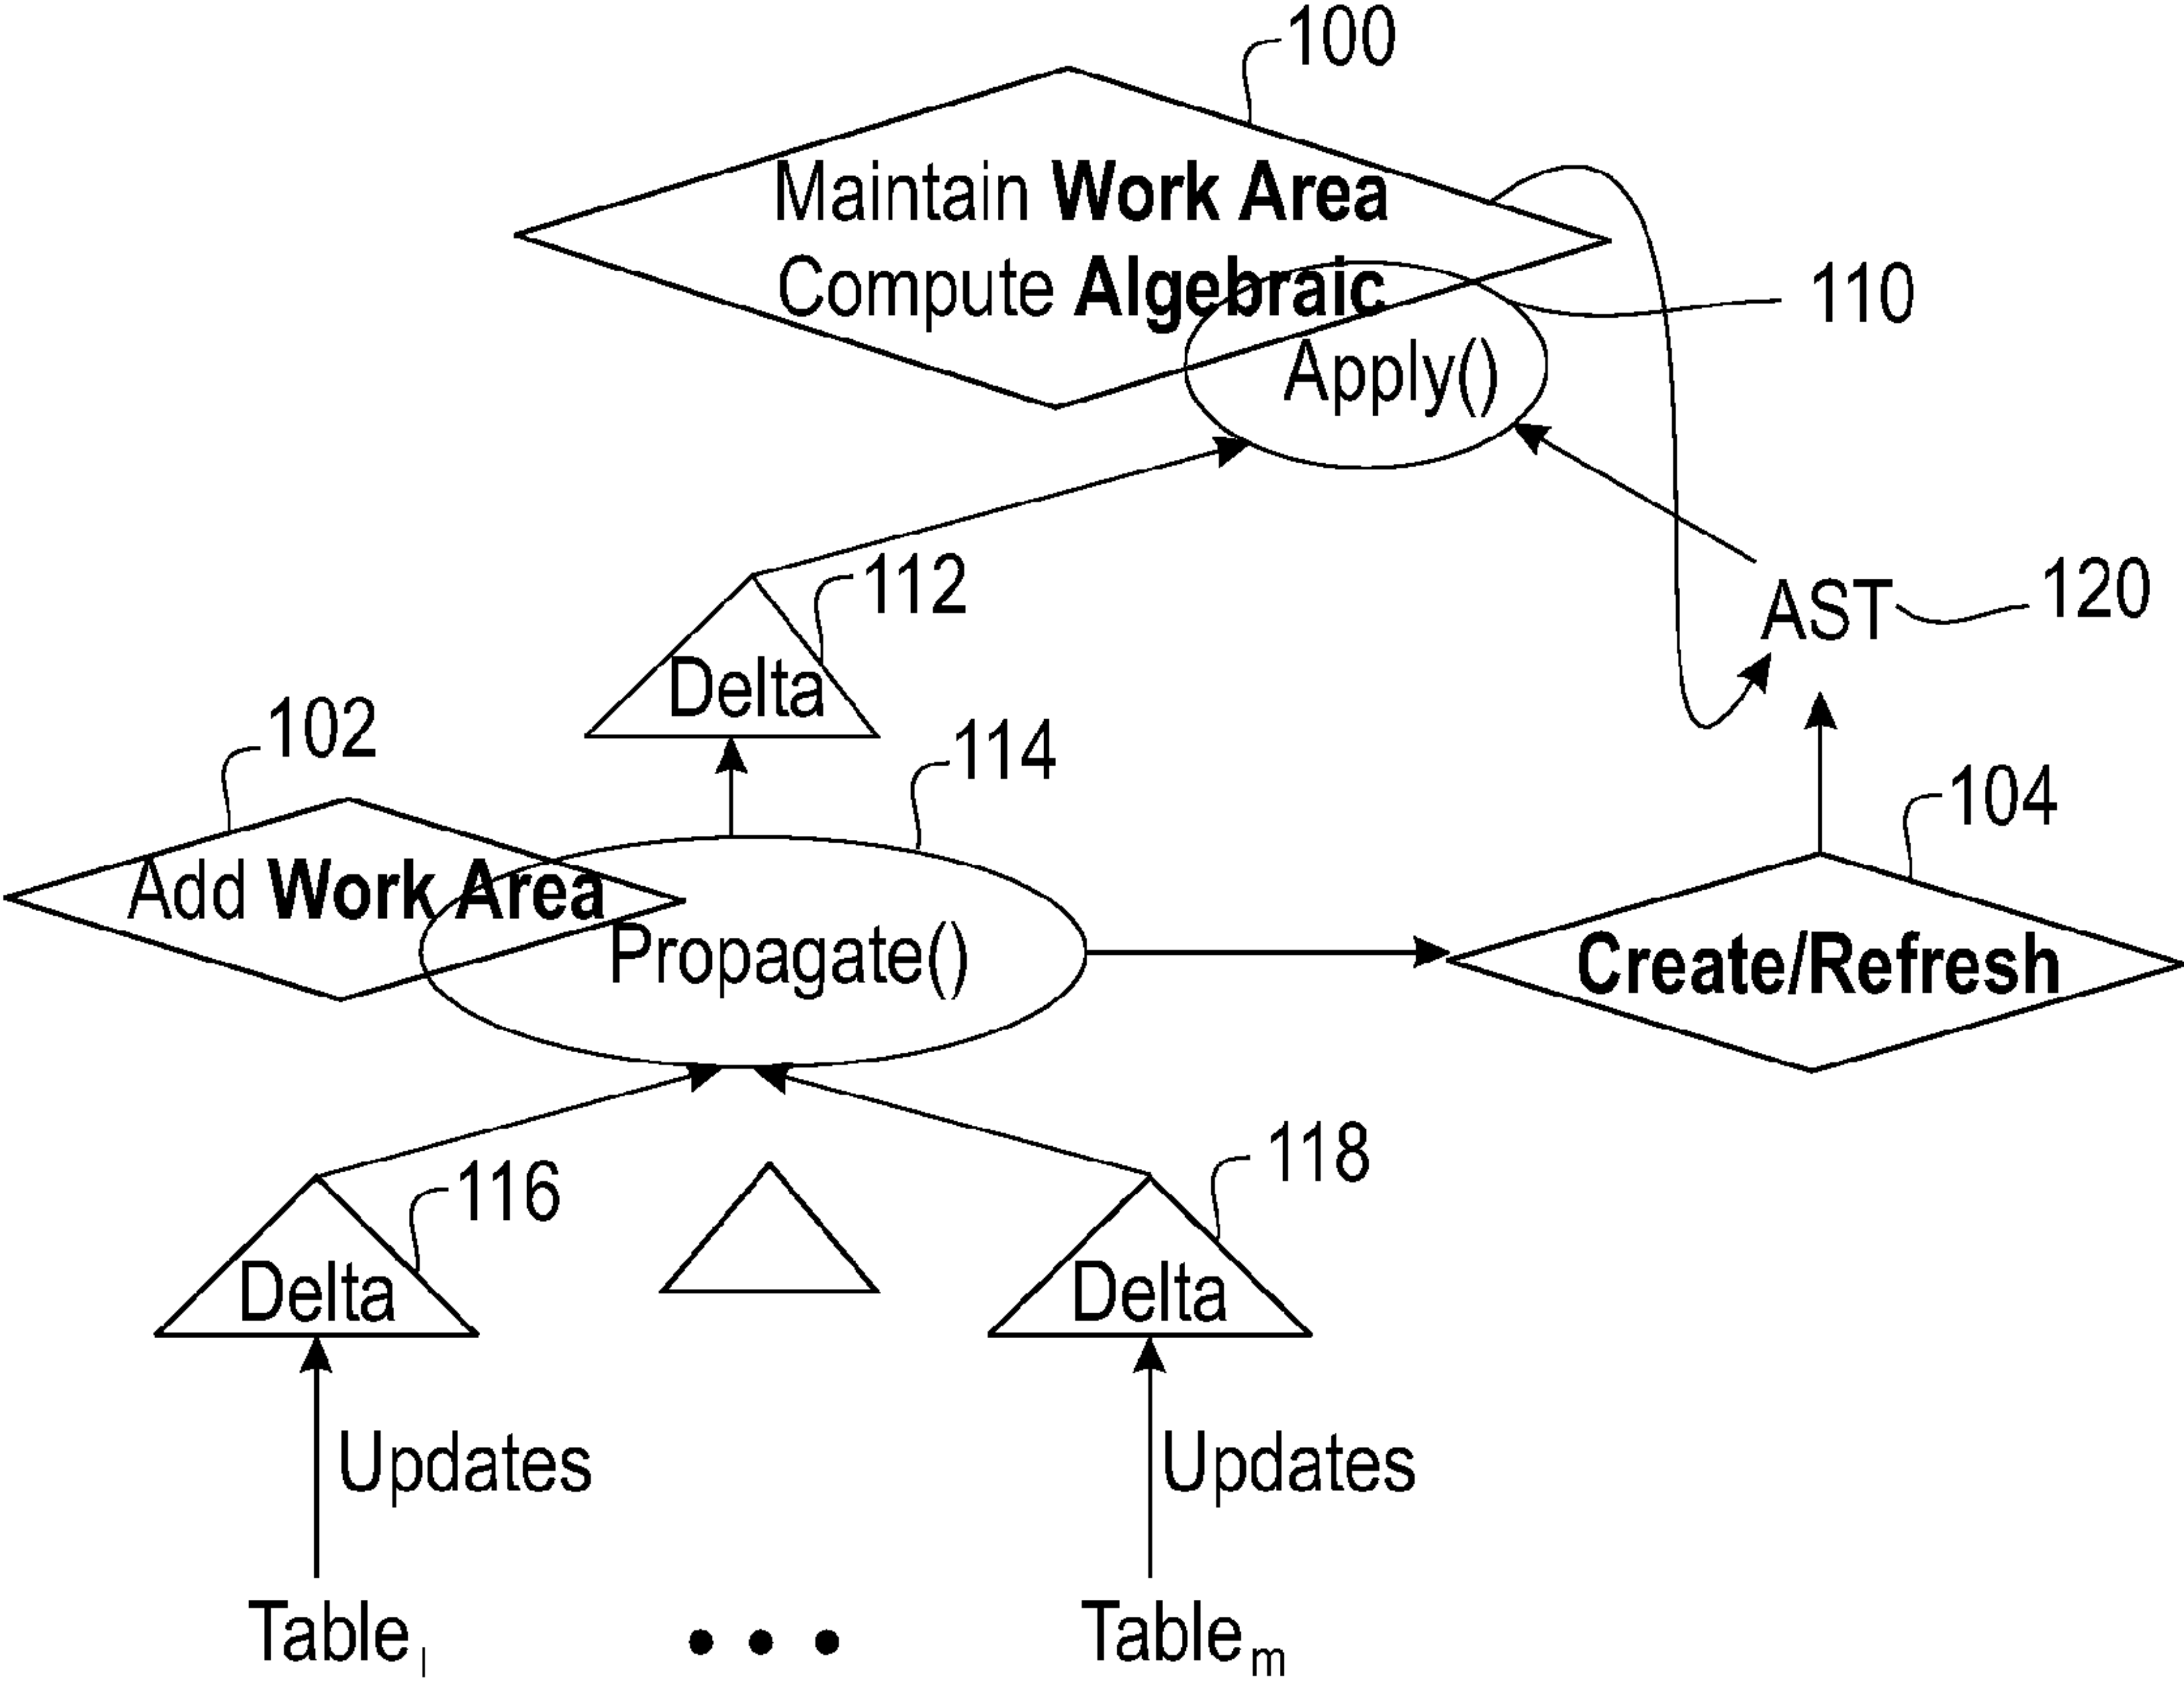 100
Maintain Work Area
Compute Algebraic
110
Apply()
112
AST
120
Delta
102
114
104
Add Work Area
Propagate()
Create/Refresh
116
118
Delta
Delta
Updates
Updates
Table l
• • •
Table m